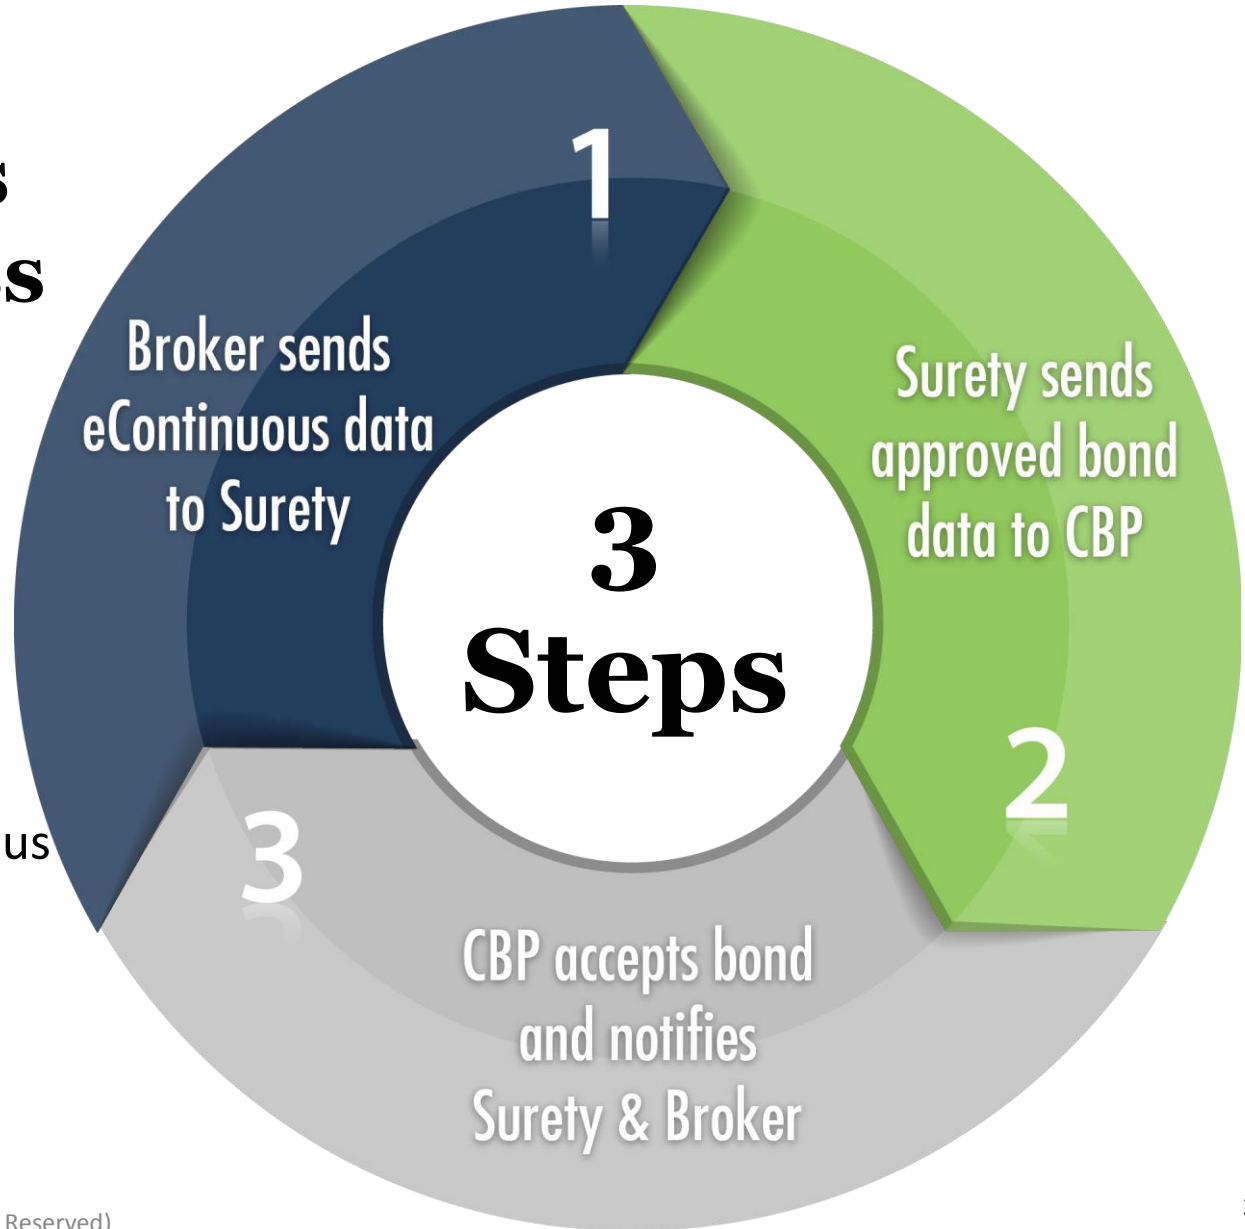 1
Broker sends
eContinuous data
to Surety
Surety sends
approved bond
data to CBP
2
3
Steps
3
CBP accepts bond
and notifies
Surety & Broker
s
s
us
Reserved)